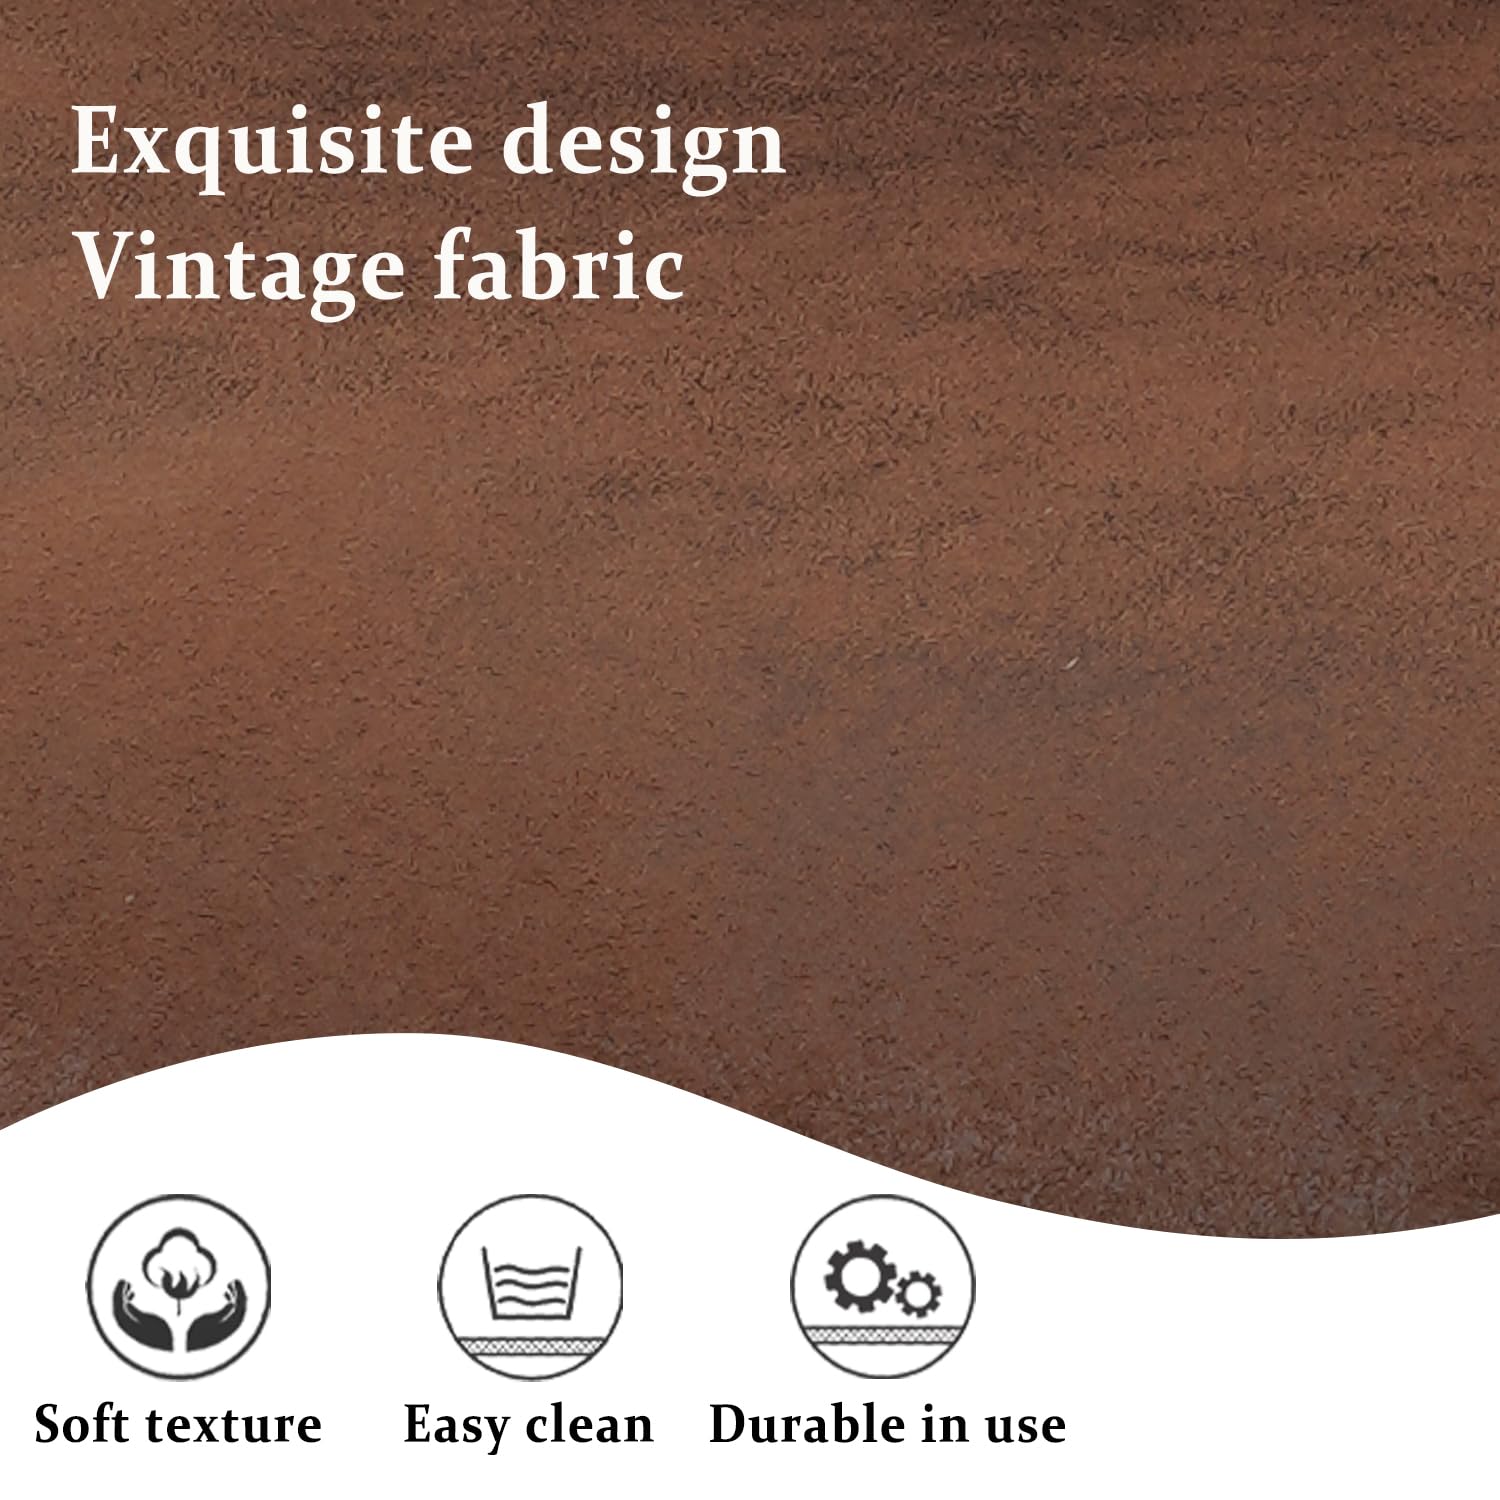 Exquisite design
Vintage fabric
Soft texture
Easy clean
Durable in use